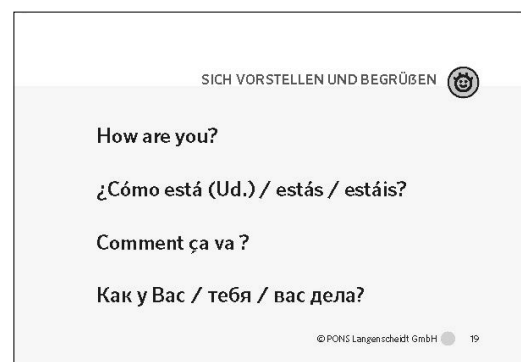 SICH VORSTELLEN UND BEGRÜßEN
How are you?
¿Cómo está (Ud.) / estás / estáis?
Comment ça va ?
Как у Вас / тебя / вас дела?
© PONS Langenscheidt GmbH 19